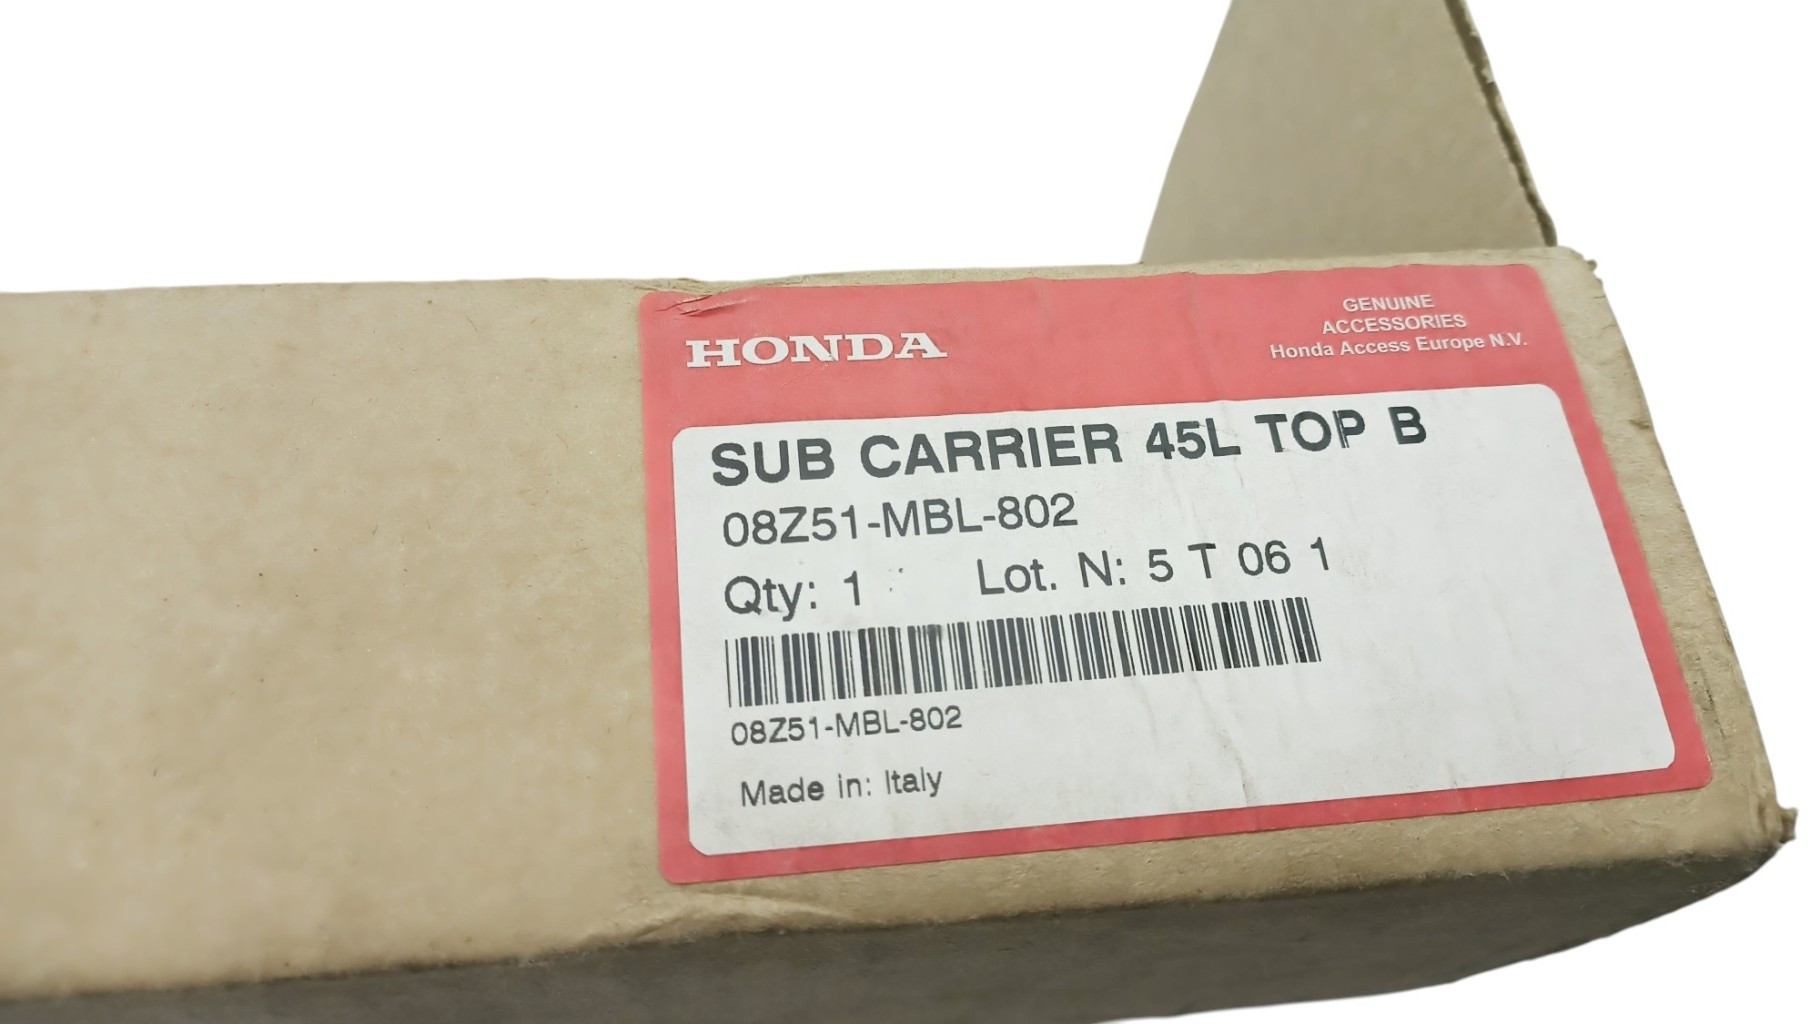 HONDA
GENUINE
ACCESSORIES
Honda Access Europe N.V.
SUB CARRIER 45L TOP B
08Z51-MBL-802
Qty: 1 Lot. N: 5 T 06 1
08Z51-MBL-802
Made in: Italy